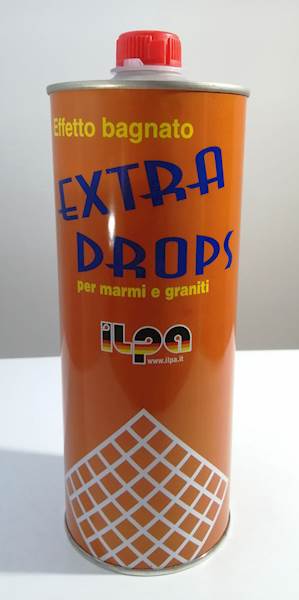 Effetto bagnato
EXTRA
DROPS
per marmi e graniti
ilpa
www.ilpa.it